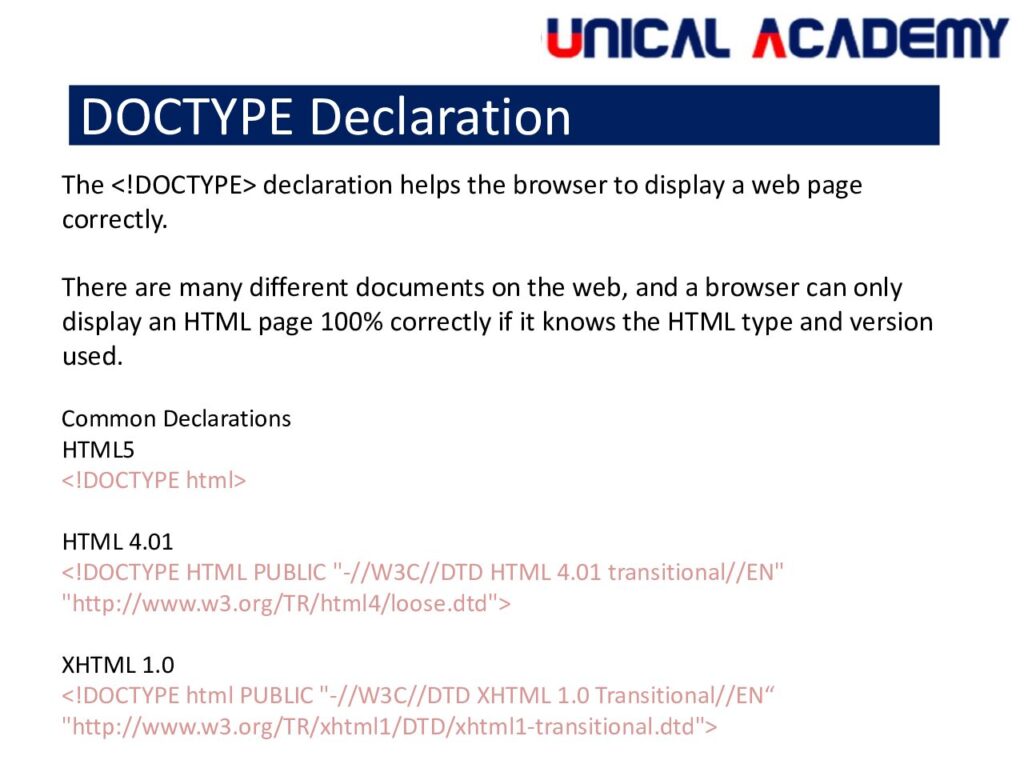 UNICAL ACADEMY
DOCTYPE Declaration
The <!DOCTYPE> declaration helps the browser to display a web page
correctly.
There are many different documents on the web, and a browser can only
display an HTML page 100% correctly if it knows the HTML type and version
used.
Common Declarations
HTML5
<!DOCTYPE html>
HTML 4.01
<!DOCTYPE HTML PUBLIC "-//W3C//DTD HTML 4.01 transitional//EN"
"http://www.w3.org/TR/html4/loose.dtd">
XHTML 1.0
<!DOCTYPE html PUBLIC "-//W3C//DTD XHTML 1.0 Transitional//EN“
"http://www.w3.org/TR/xhtml1/DTD/xhtml1-transitional.dtd">